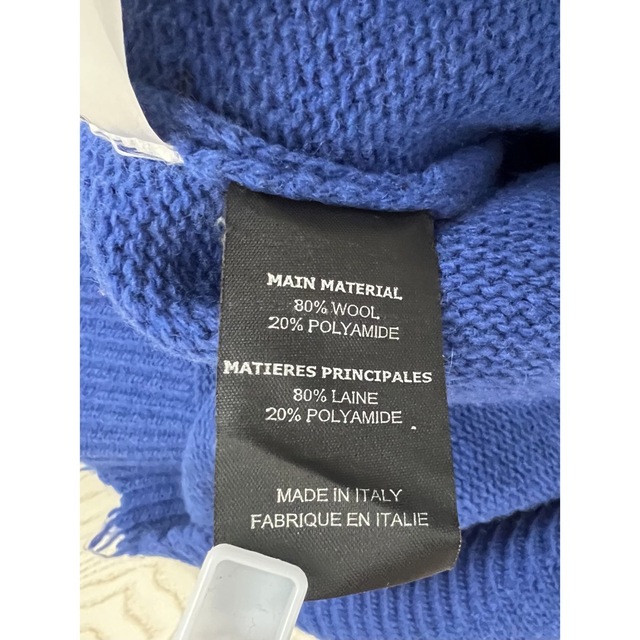 MAIN MATERIAL
80% WOOL
20% POLYAMIDE
MATIERES PRINCIPALES
80% LAINE
20% POLYAMIDE
MADE IN ITALY
FABRIQUE EN ITALIE